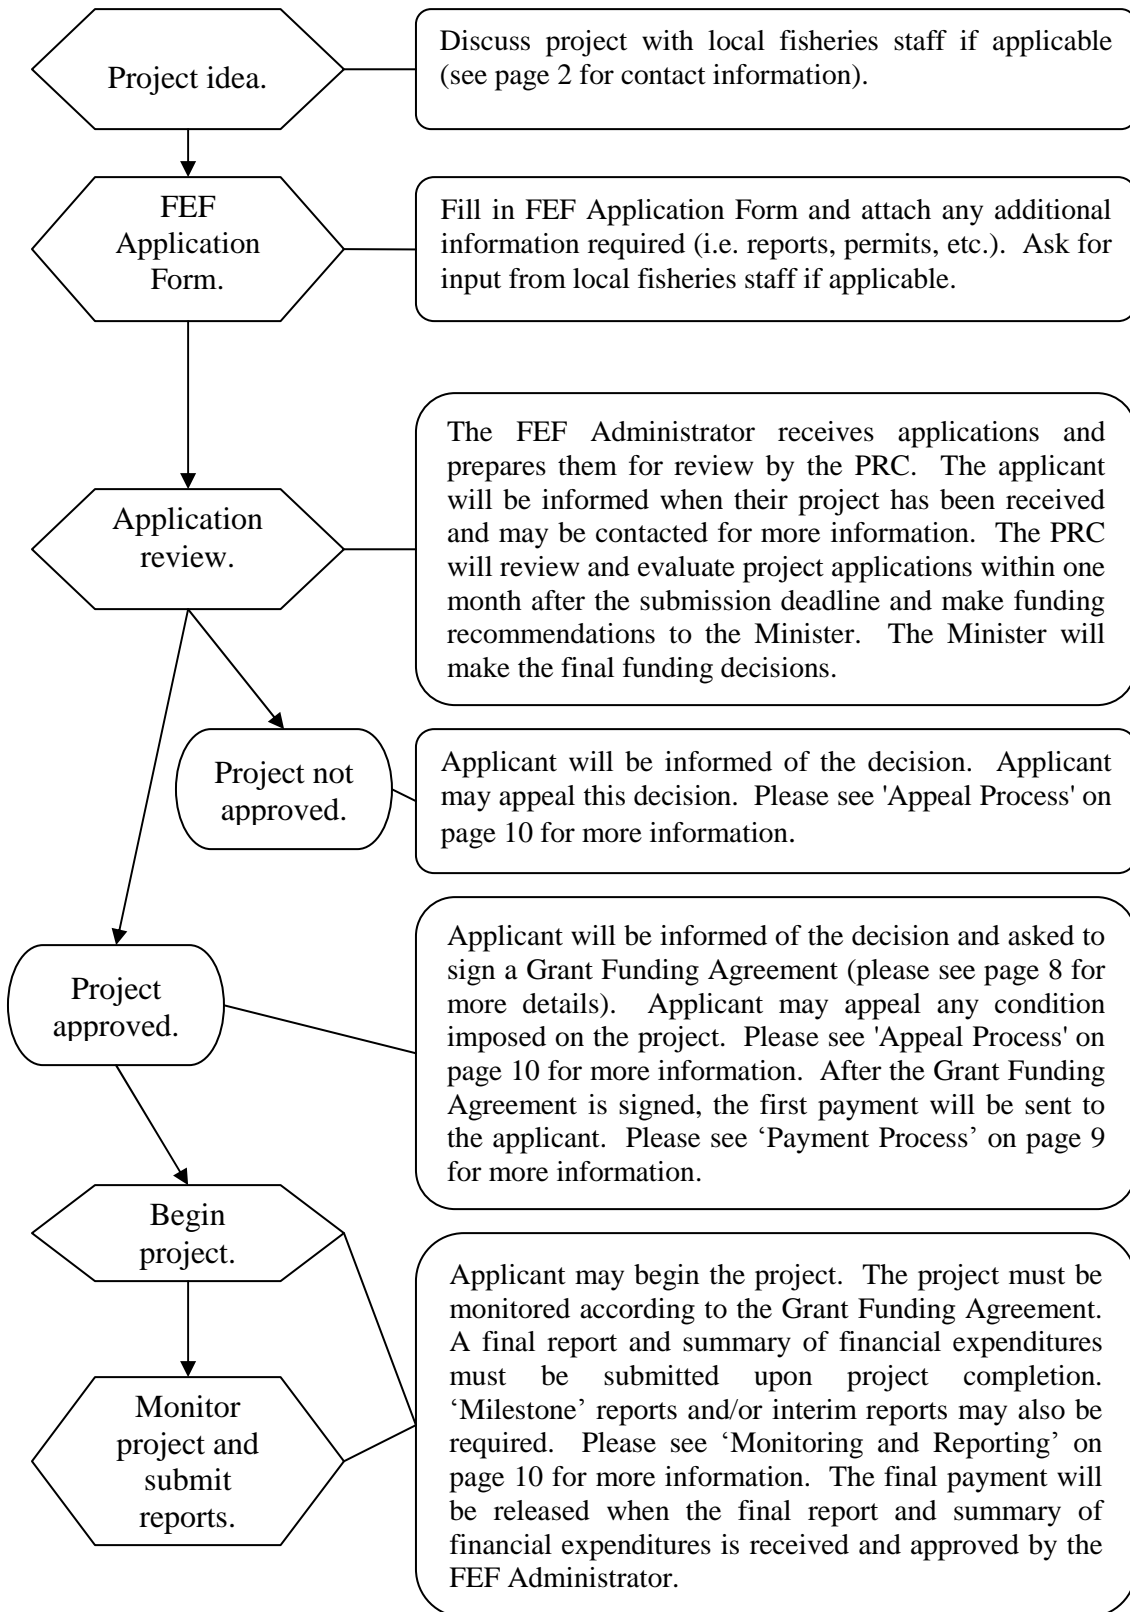 Project idea.
Discuss project with local fisheries staff if applicable
(see page 2 for contact information).
FEF
Application
Form.
Fill in FEF Application Form and attach any additional
information required (i.e. reports, permits, etc.). Ask for
input from local fisheries staff if applicable.
Application
review.
The FEF Administrator receives applications and
prepares them for review by the PRC. The applicant
will be informed when their project has been received
and may be contacted for more information. The PRC
will review and evaluate project applications within one
month after the submission deadline and make funding
recommendations to the Minister. The Minister will
make the final funding decisions.
Project not
approved.
Applicant will be informed of the decision. Applicant
may appeal this decision. Please see 'Appeal Process' on
page 10 for more information.
Project
approved.
Applicant will be informed of the decision and asked to
sign a Grant Funding Agreement (please see page 8 for
more details). Applicant may appeal any condition
imposed on the project. Please see 'Appeal Process' on
page 10 for more information. After the Grant Funding
Agreement is signed, the first payment will be sent to
the applicant. Please see ‘Payment Process’ on page 9
for more information.
Begin
project.
Monitor
project and
submit
reports.
Applicant may begin the project. The project must be
monitored according to the Grant Funding Agreement.
A final report and summary of financial expenditures
must be submitted upon project completion.
‘Milestone’ reports and/or interim reports may also be
required. Please see ‘Monitoring and Reporting’ on
page 10 for more information. The final payment will
be released when the final report and summary of
financial expenditures is received and approved by the
FEF Administrator.